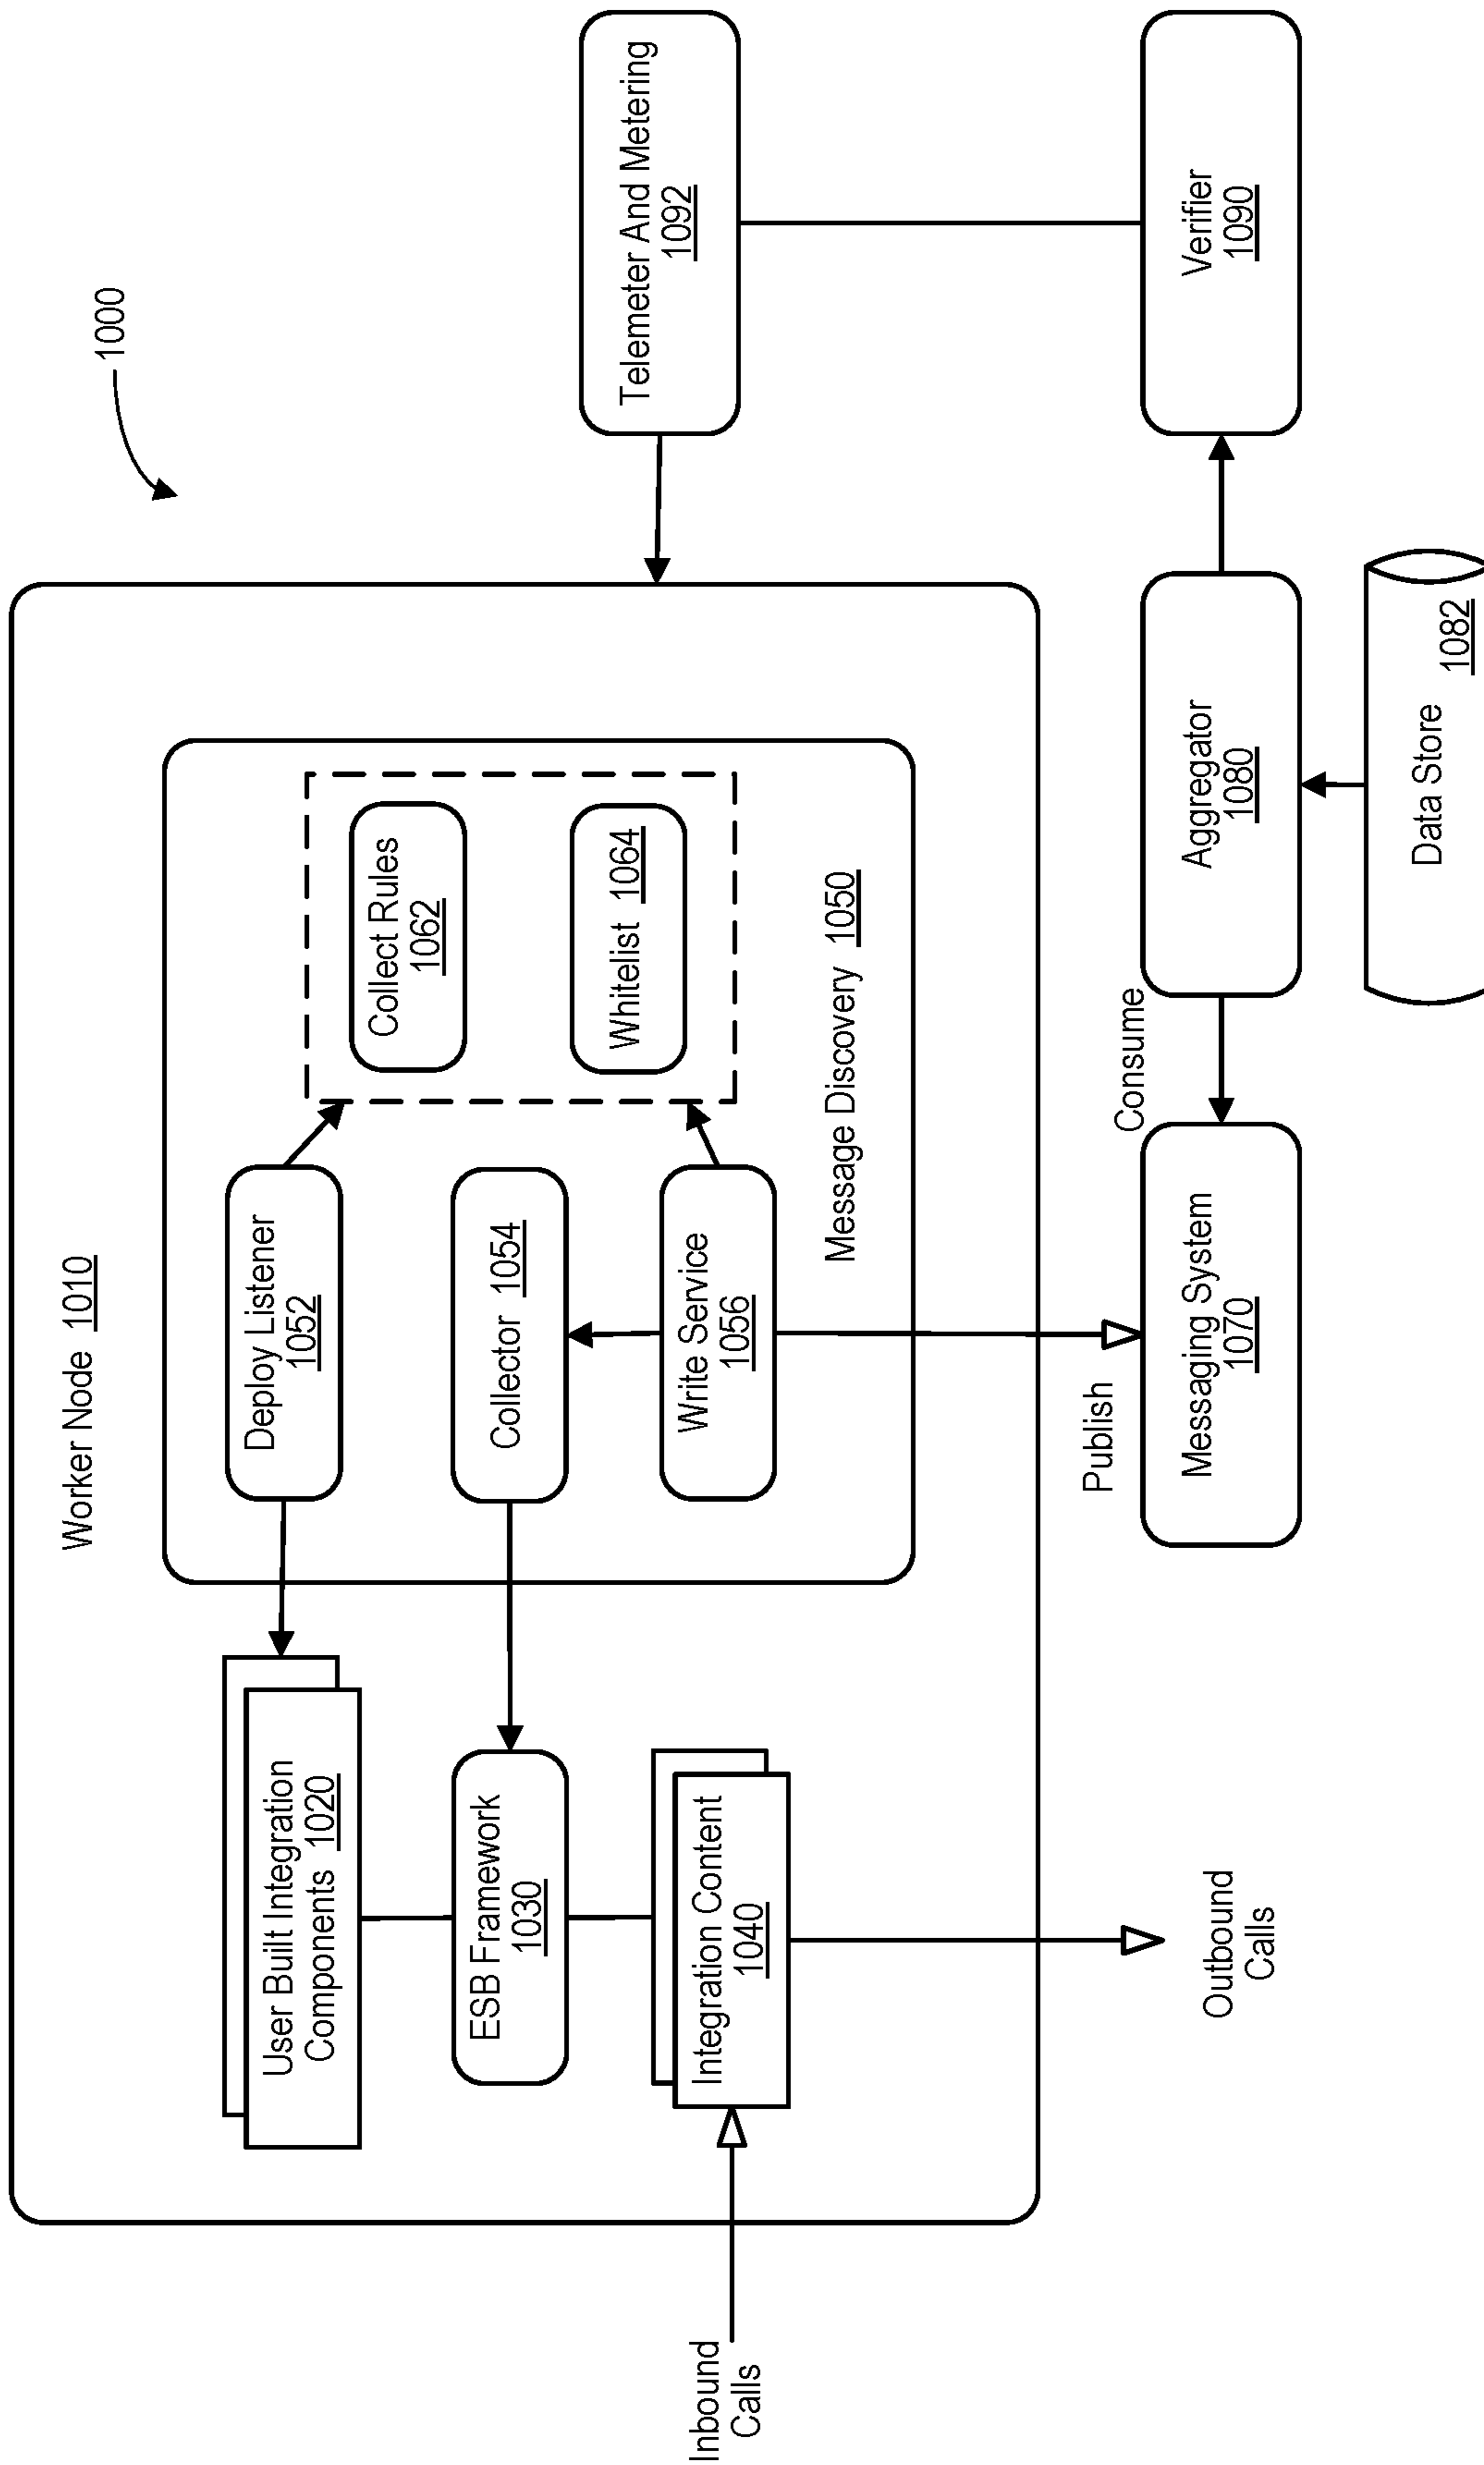 1000
Worker Node 1010
User Built Integration
Components 1020
ESB Framework
1030
Integration Content
1040
Inbound
Calls
Outbound
Calls
Deploy Listener
1052
Collector 1054
Write Service
1056
Collect Rules
1062
Whitelist 1064
Message Discovery 1050
Telemeter And Metering
1092
Publish
Consume
Messaging System
1070
Aggregator
1080
Verifier
1090
Data Store
1082